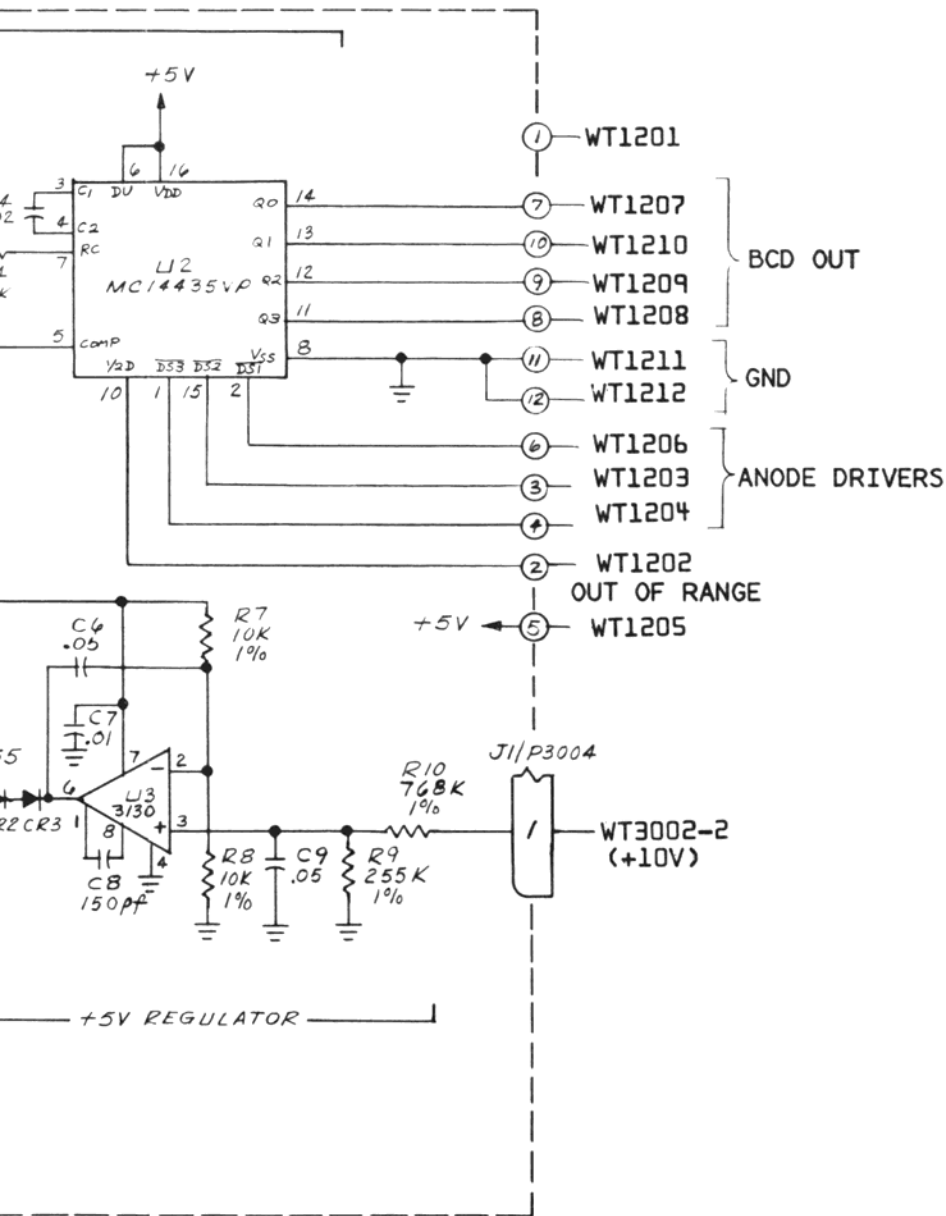 +5V
1
WT1201
6
16
3
C1
DU
VDD
Q0
14
7
WT1207
4
C2
Q1
13
10
WT1210
BCD OUT
RC
7
U2
MC14435VP
Q2
12
9
WT1209
Q3
11
8
WT1208
5
COMP
VSS
8
11
WT1211
GND
1/2D
DS3
DS2
DS1
10
1
15
2
12
WT1212
6
WT1206
3
WT1203
ANODE DRIVERS
4
WT1204
2
WT1202
OUT OF RANGE
+5V
5
WT1205
C6
.05
R7
10K
1%
C7
.01
7
2
J1/P3004
6
U3
3130
R10
768K
1%
CR3
1
8
3
1
WT3002-2
(+10V)
4
C8
150pf
R8
10K
1%
C9
.05
R9
255K
1%
+5V REGULATOR